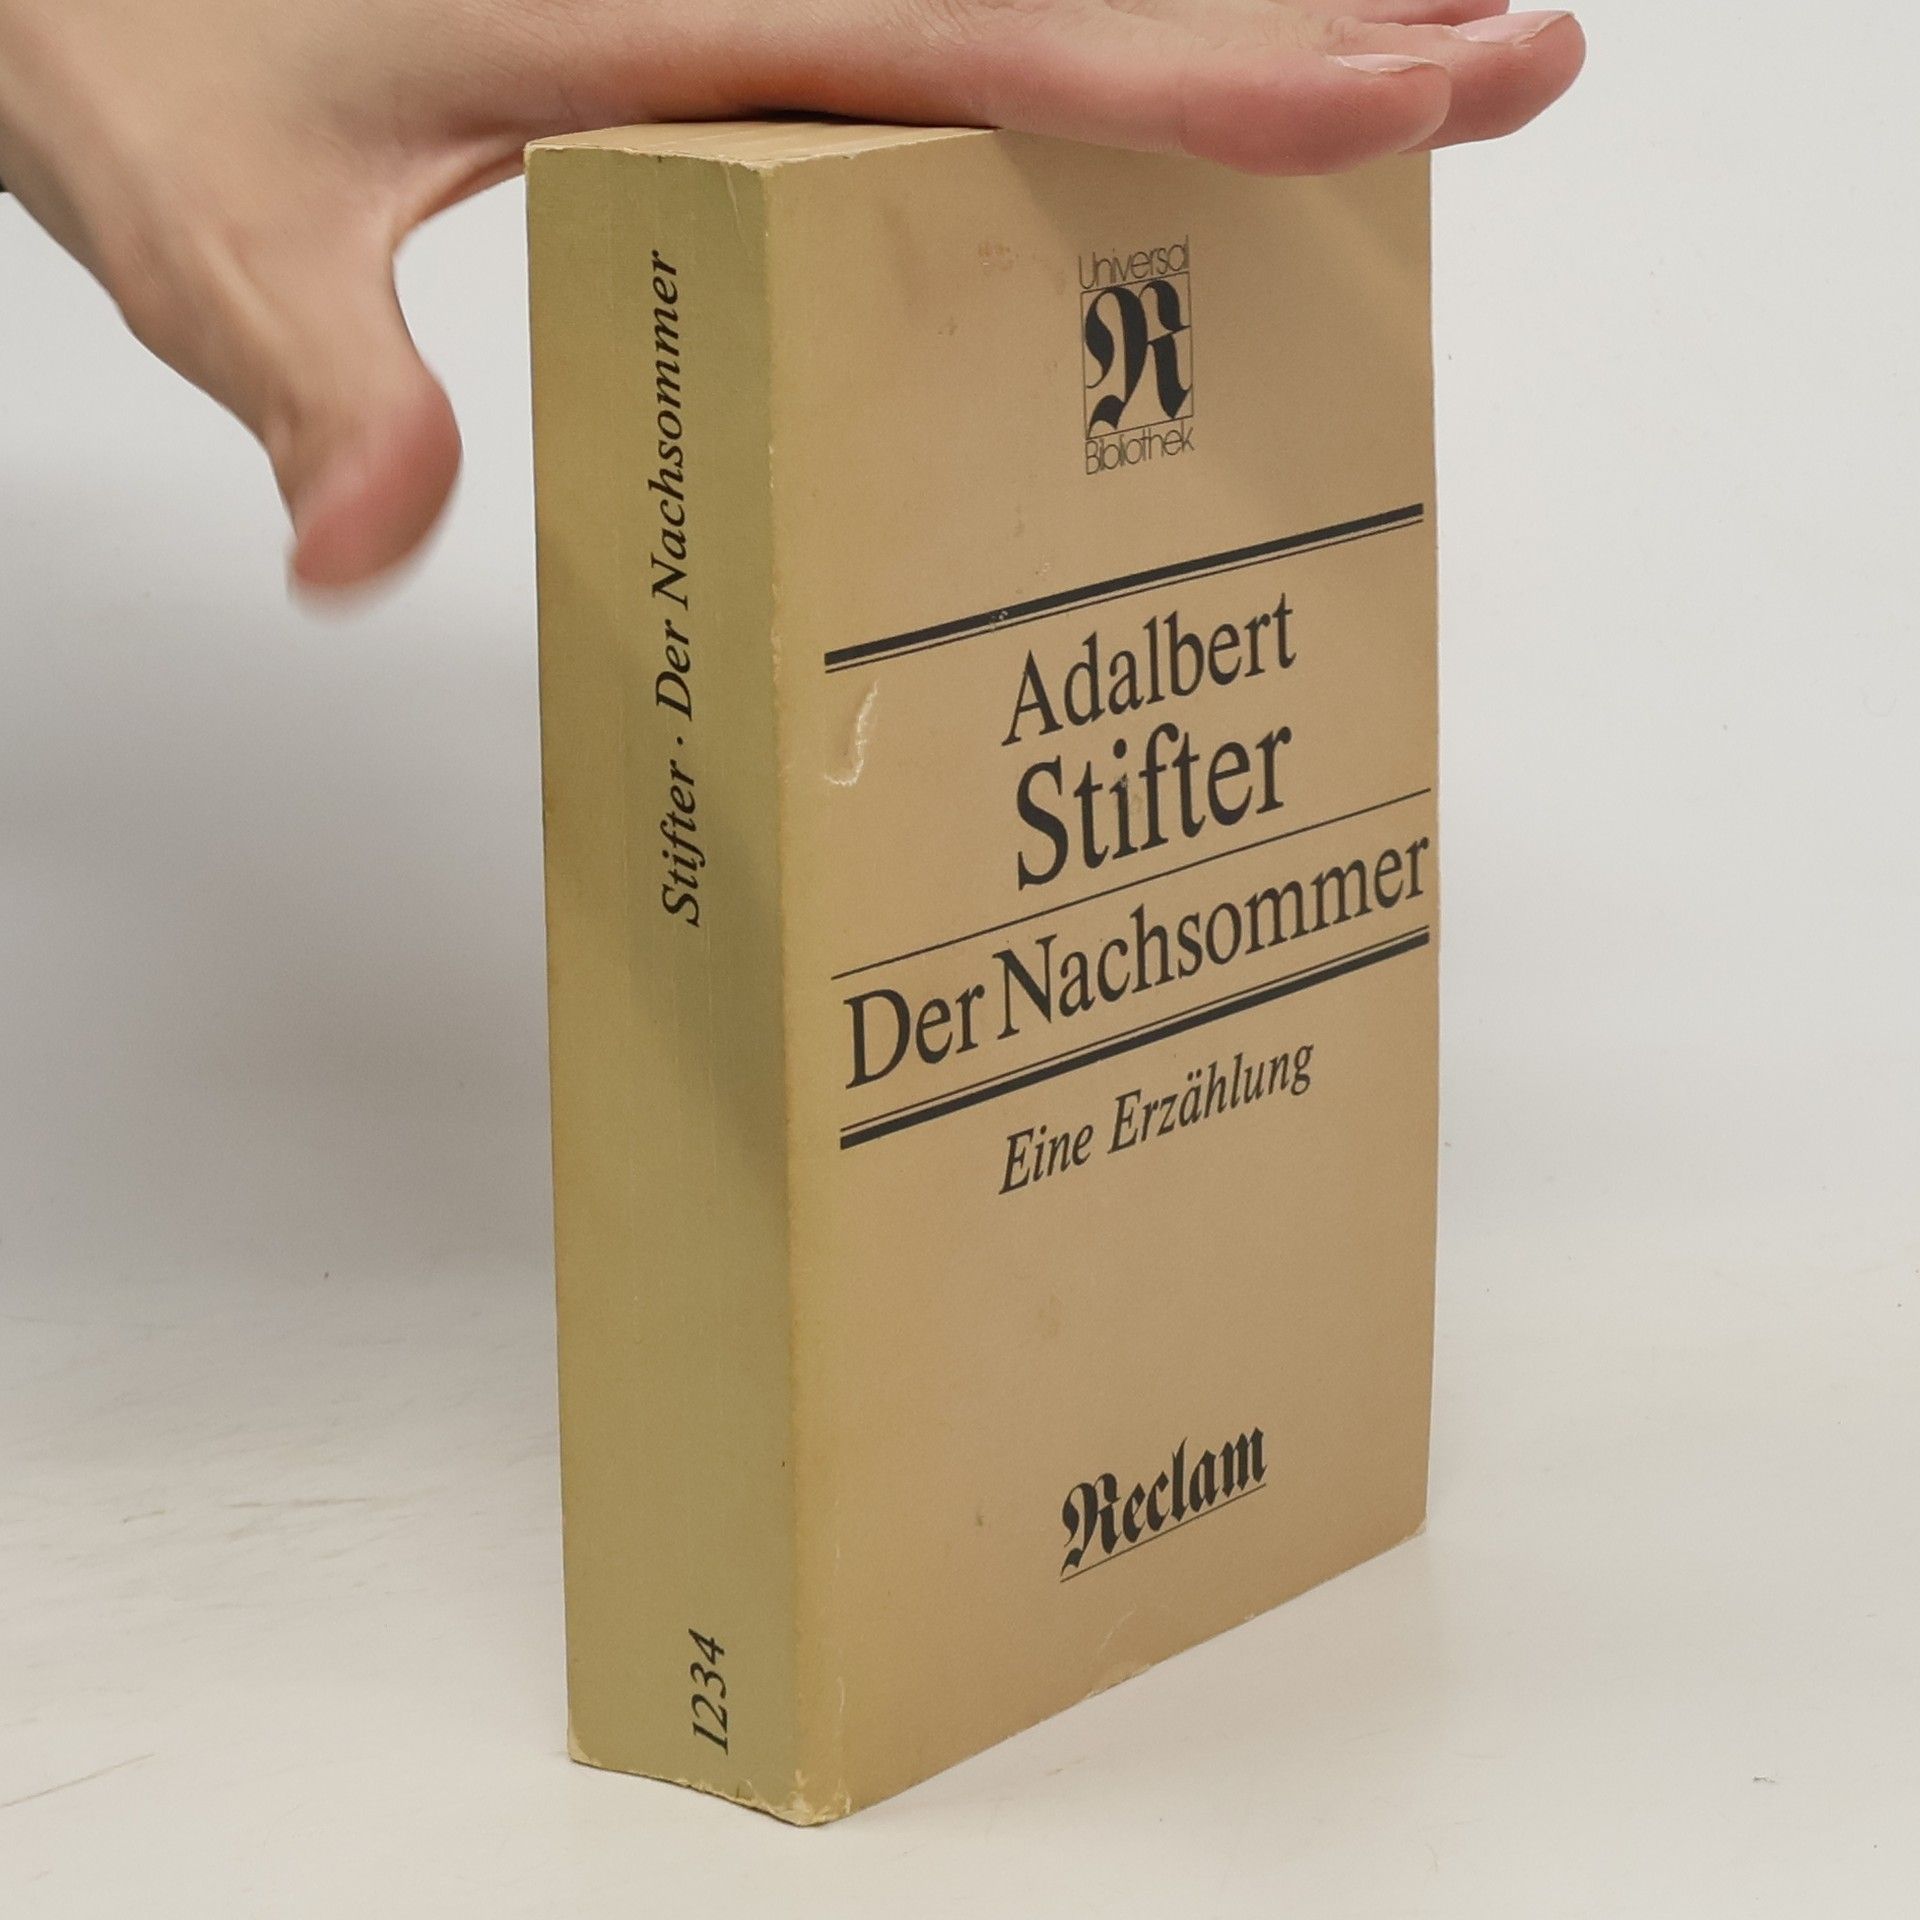 Stifter · Der Nachsommer
1234
Universal
R
Bibliothek
Adalbert
Stifter
Der Nachsommer
Eine Erzählung
Reclam